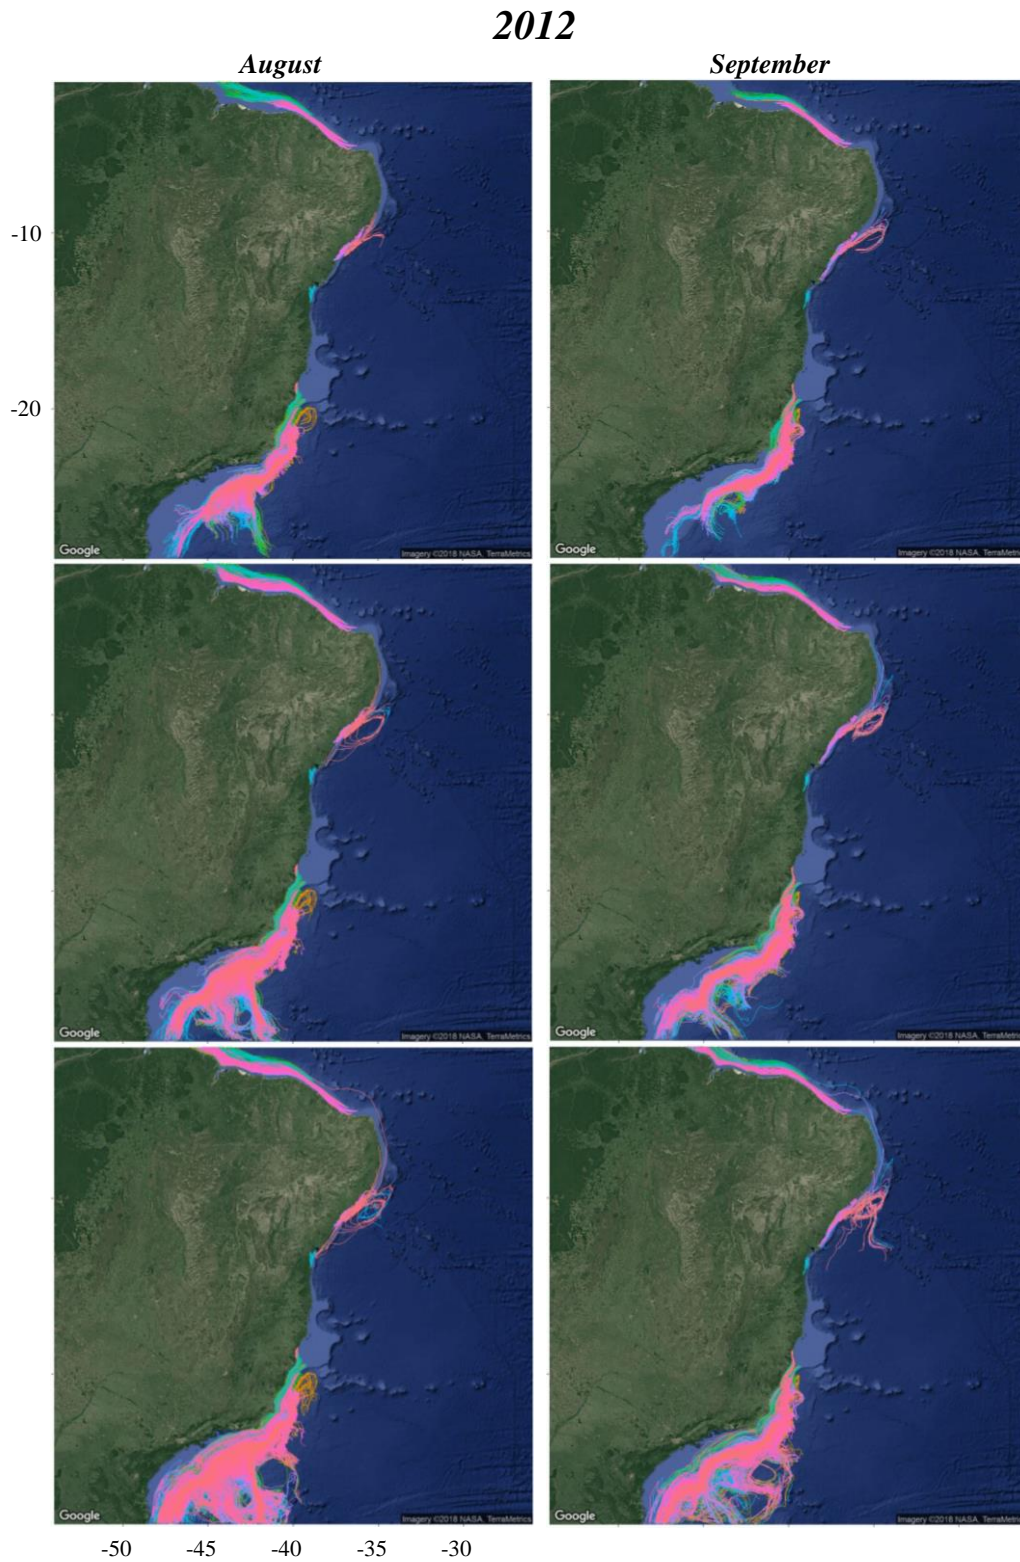 2012
August September
-10
-20
Google Imagery ©2018 NASA, TerraMetrics Google Imagery ©2018 NASA, TerraMetrics
Google Imagery ©2018 NASA, TerraMetrics Google Imagery ©2018 NASA, TerraMetrics
Google Imagery ©2018 NASA, TerraMetrics Google Imagery ©2018 NASA, TerraMetrics
-50 -45 -40 -35 -30